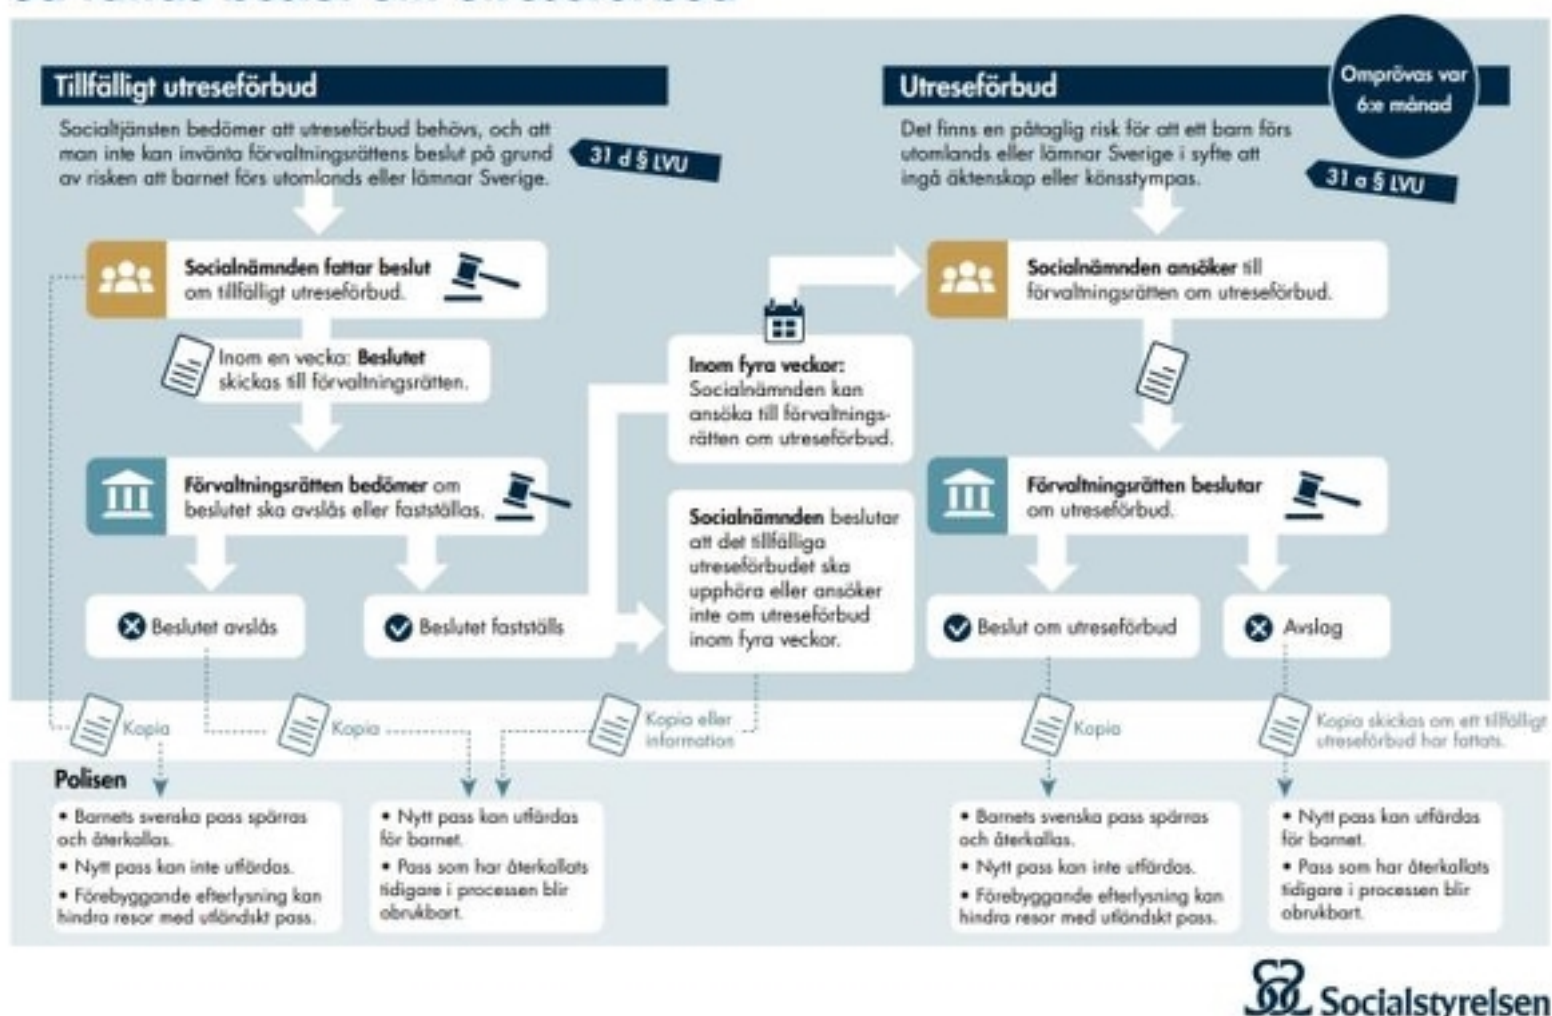 Tillfälligt utreseförbud
Socialtjänsten bedömer att utreseförbud behövs, och att
man inte kan invänta förvaltningsrättens beslut på grund
av risken att barnet förs utomlands eller lämnar Sverige.
31 d § LVU
Socialnämnden fattar beslut
om tillfälligt utreseförbud.
Inom en vecka: Beslutet
skickas till förvaltningsrätten.
Förvaltningsrätten bedömer om
beslutet ska avslås eller fastställas.
Beslutet avslås
Beslutet fastställs
Inom fyra veckor:
Socialnämnden kan
ansöka till förvaltnings-
rätten om utreseförbud.
Socialnämnden beslutar
att det tillfälliga
utreseförbudet ska
upphöra eller ansöker
inte om utreseförbud
inom fyra veckor.
Utreseförbud
Omprövas var
6:e månad
Det finns en påtaglig risk för att ett barn förs
utomlands eller lämnar Sverige i syfte att
ingå äktenskap eller könsstympas.
31 a § LVU
Socialnämnden ansöker till
förvaltningsrätten om utreseförbud.
Förvaltningsrätten beslutar
om utreseförbud.
Beslut om utreseförbud
Avslag
Kopia
Kopia
Kopia eller
information
Kopia
Kopia skickas om ett tillfälligt
utreseförbud har fattats.
Polisen
• Barnets svenska pass spärras
och återkallas.
• Nytt pass kan inte utfärdas.
• Förebyggande efterlysning kan
hindra resor med utländskt pass.
• Nytt pass kan utfärdas
för barnet.
• Pass som har återkallats
tidigare i processen blir
obrukbart.
• Barnets svenska pass spärras
och återkallas.
• Nytt pass kan inte utfärdas.
• Förebyggande efterlysning kan
hindra resor med utländskt pass.
• Nytt pass kan utfärdas
för barnet.
• Pass som har återkallats
tidigare i processen blir
obrukbart.
Socialstyrelsen